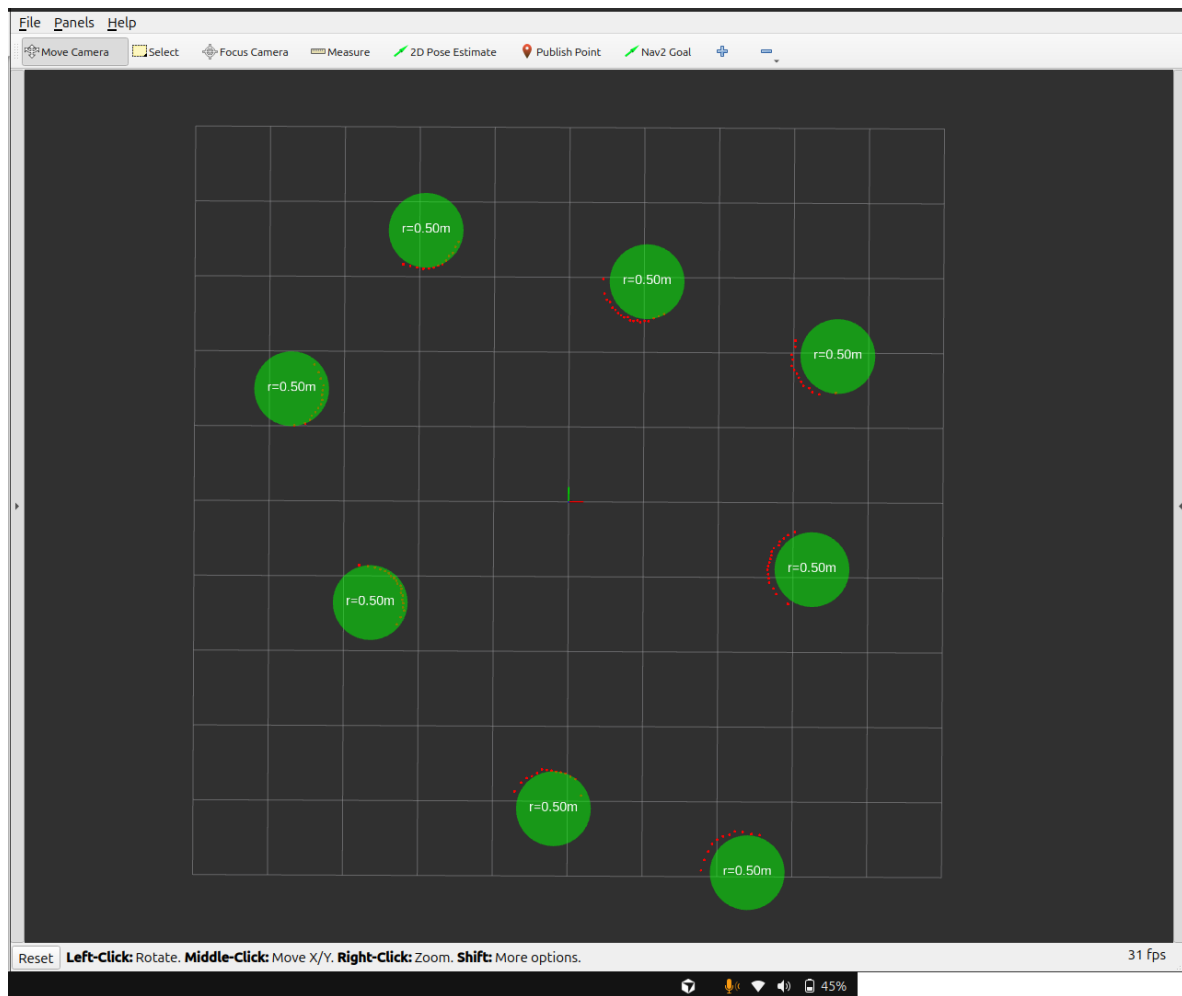 File Panels Help
Move Camera Select Focus Camera Measure 2D Pose Estimate Publish Point Nav2 Goal
r=0.50m
r=0.50m
r=0.50m
r=0.50m
r=0.50m
r=0.50m
r=0.50m
r=0.50m
Reset Left-Click: Rotate. Middle-Click: Move X/Y. Right-Click: Zoom. Shift: More options. 31 fps
45%